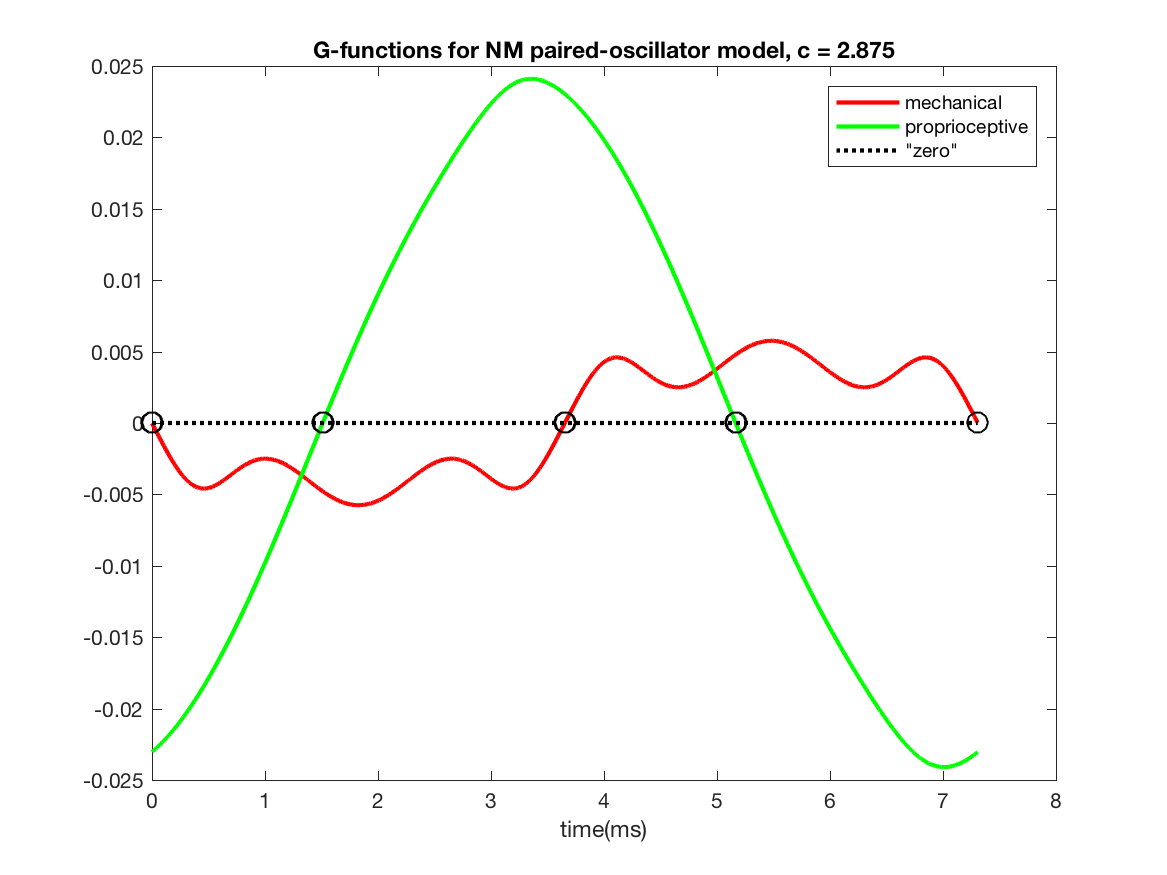 G-functions for NM paired-oscillator model, c = 2.875
0.025
0.02
0.015
0.01
0.005
0
-0.005
-0.01
-0.015
-0.02
-0.025
mechanical
proprioceptive
"zero"
0 1 2 3 4 5 6 7 8
time(ms)